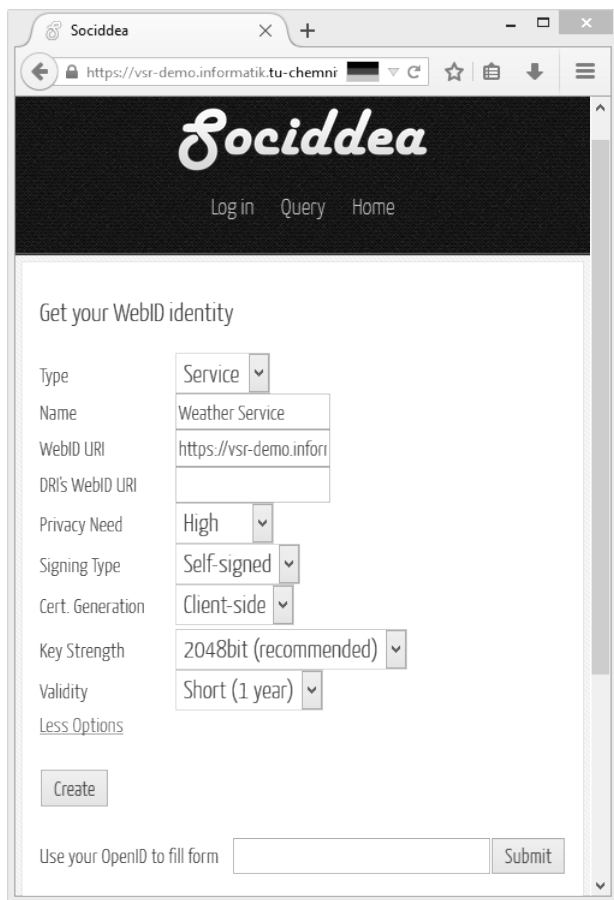 Sociddea
https://vsr-demo.informatik.tu-chemni
Sociddea
Log in Query Home
Get your WebID identity
Type Service
Name Weather Service
WebID URI https://vsr-demo.infor
DRI's WebID URI
Privacy Need High
Signing Type Self-signed
Cert. Generation Client-side
Key Strength 2048bit (recommended)
Validity Short (1 year)
Less Options
Create
Use your OpenID to fill form Submit